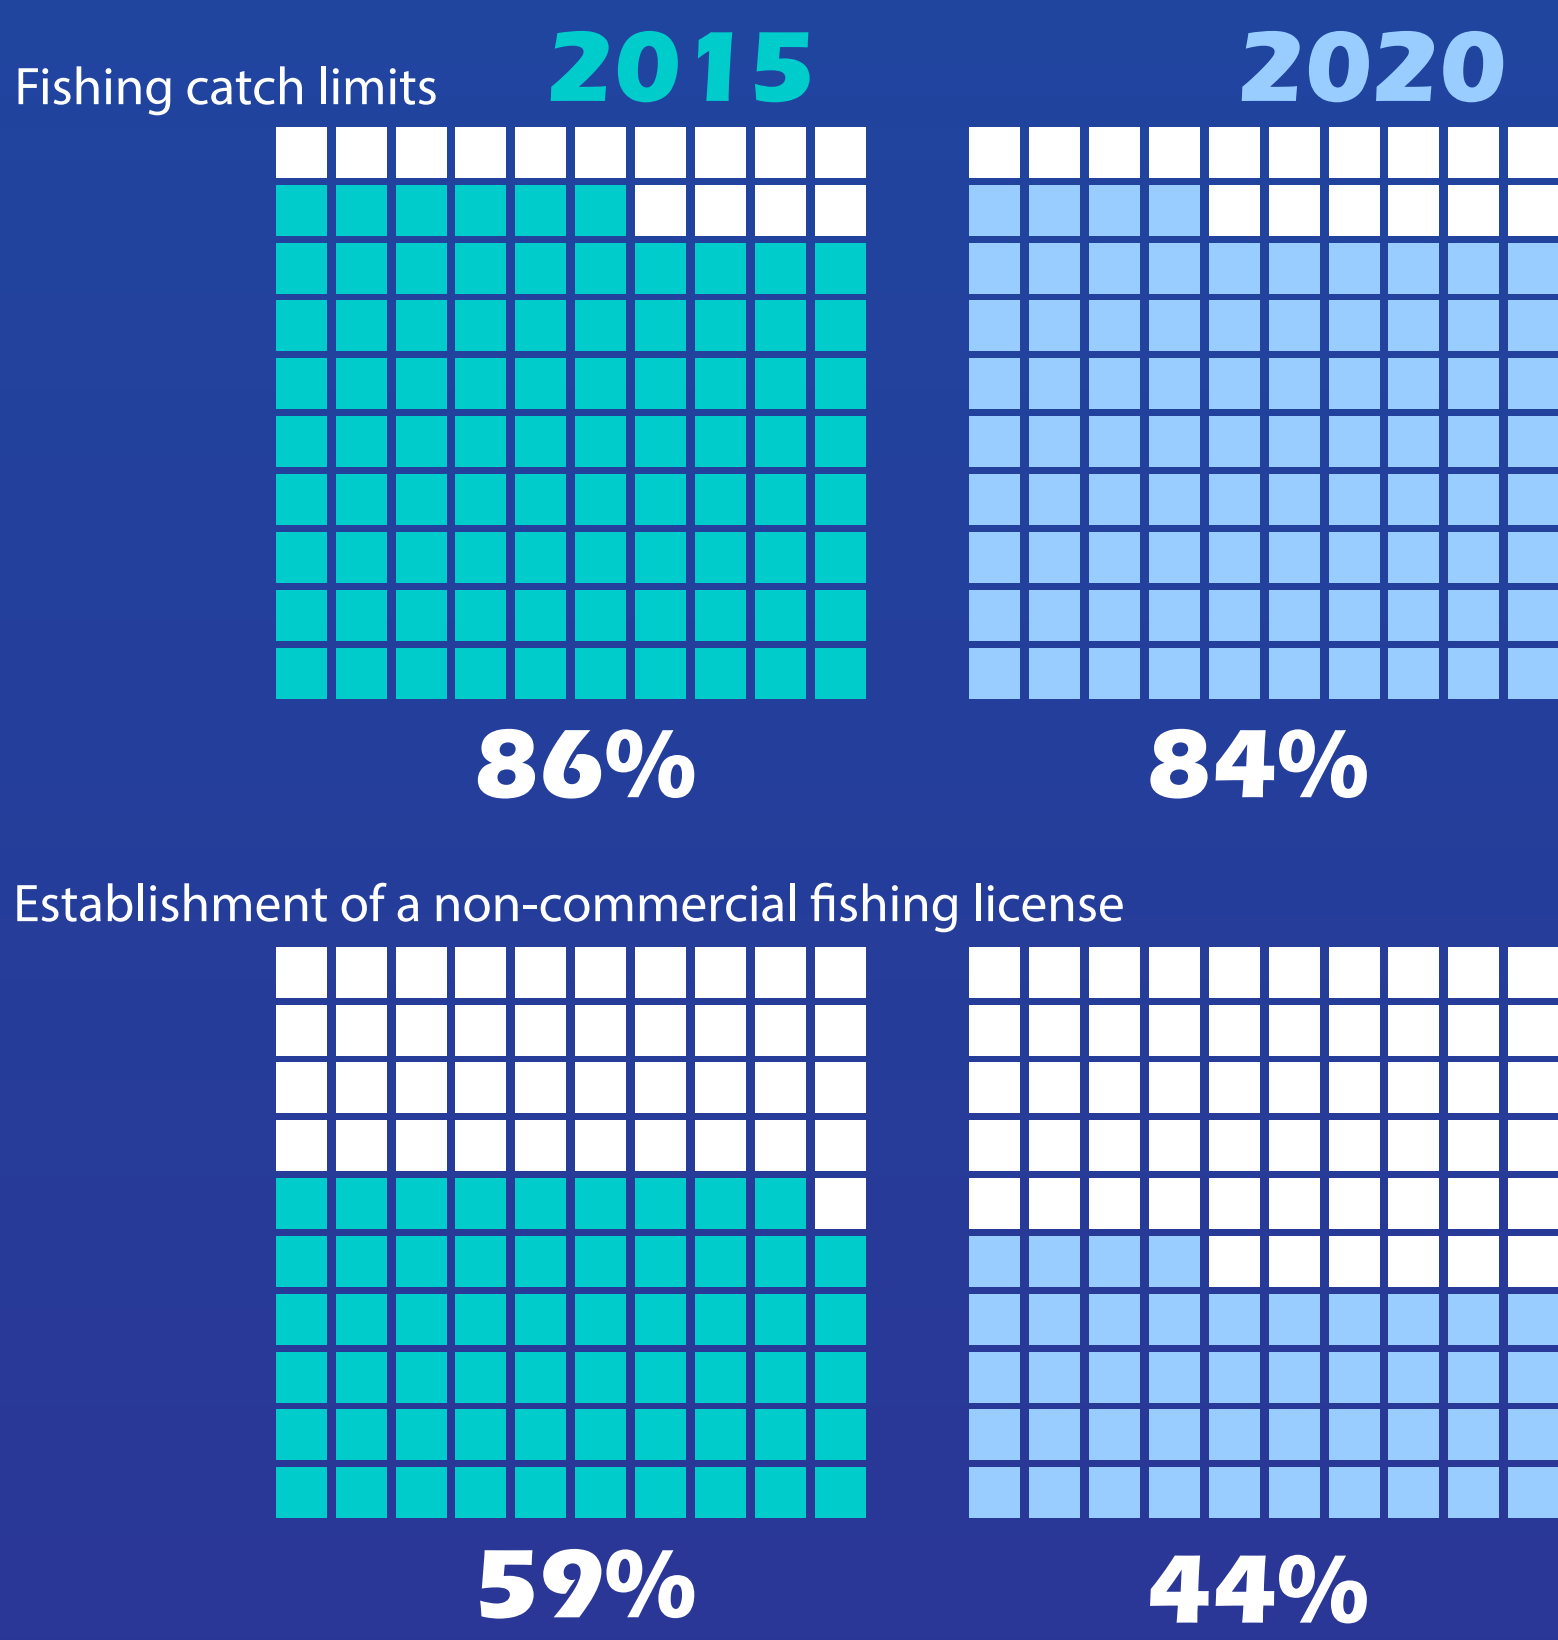 Fishing catch limits 2015 2020
86% 84%
Establishment of a non-commercial fishing license
59% 44%